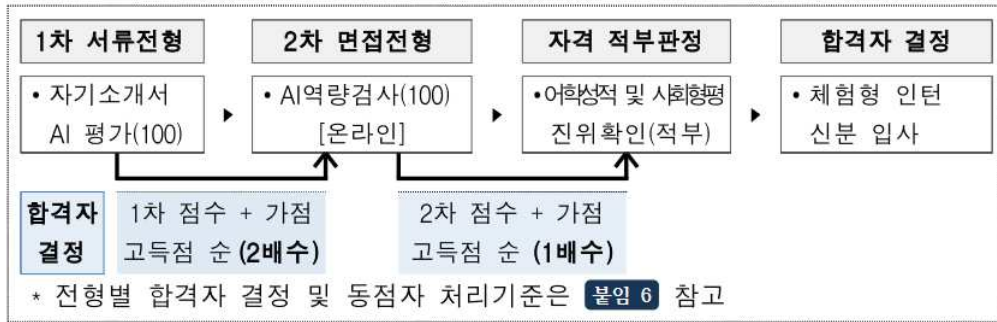 1차 서류전형
2차 면접전형
자격 적부판정
합격자 결정
• 자기소개서
AI 평가(100)
▶
• AI역량검사(100)
[온라인]
▶
•어학성적 및 사회형평
진위확인(적부)
▶
• 체험형 인턴
신분 입사
합격자
결정
1차 점수 + 가점
고득점 순 (2배수)
2차 점수 + 가점
고득점 순 (1배수)
* 전형별 합격자 결정 및 동점자 처리기준은 붙임 6 참고